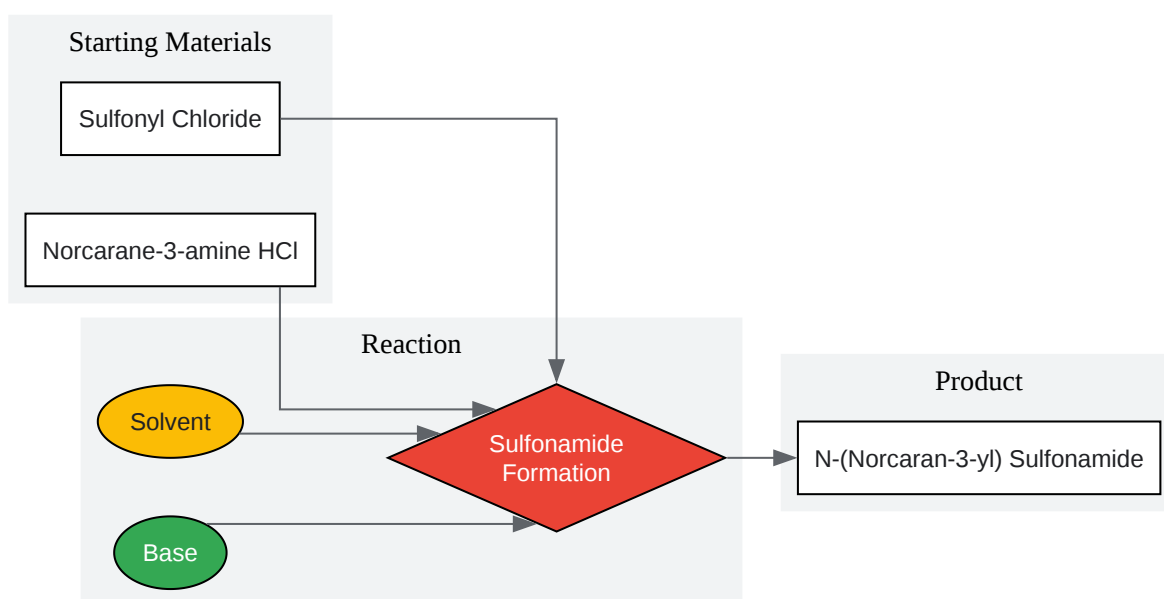 Starting Materials
Sulfonyl Chloride
Norcarane-3-amine HCl
Reaction
Solvent
Base
Sulfonamide
Formation
Product
N-(Norcaran-3-yl) Sulfonamide